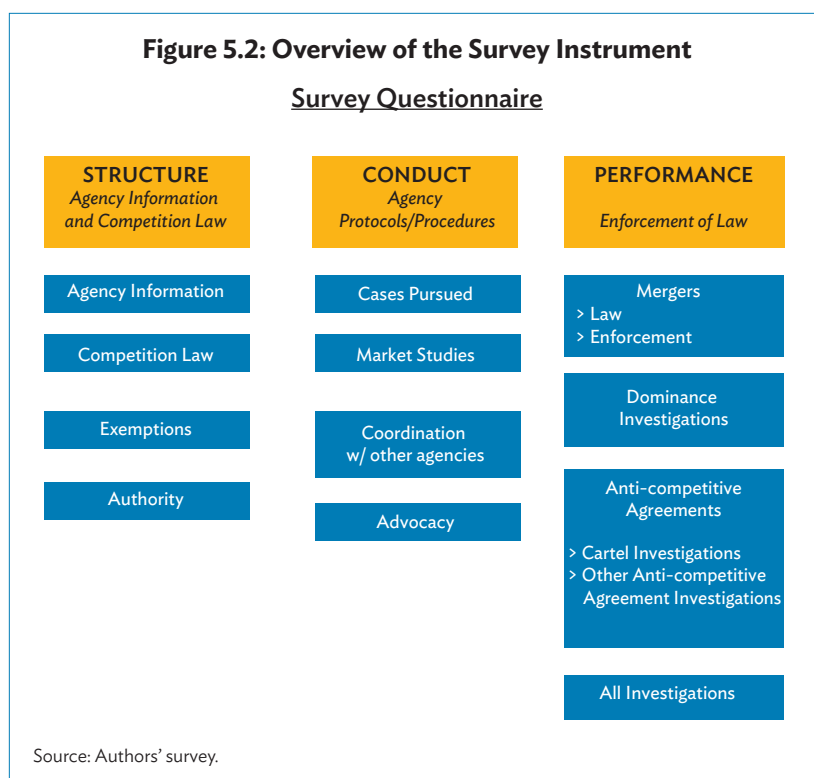 Figure 5.2: Overview of the Survey Instrument
Survey Questionnaire
STRUCTURE
Agency Information
and Competition Law
Agency Information
Competition Law
Exemptions
Authority
CONDUCT
Agency
Protocols/Procedures
Cases Pursued
Market Studies
Coordination
w/ other agencies
Advocacy
PERFORMANCE
Enforcement of Law
Mergers
> Law
> Enforcement
Dominance
Investigations
Anti-competitive
Agreements
> Cartel Investigations
> Other Anti-competitive
Agreement Investigations
All Investigations
Source: Authors’ survey.